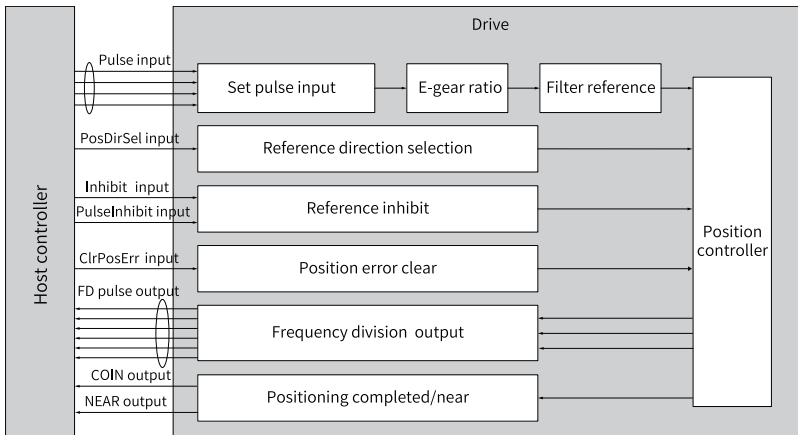 Drive
Host controller
Pulse input
Set pulse input
E-gear ratio
Filter reference
PosDirSel input
Reference direction selection
Inhibit input
PulseInhibit input
Reference inhibit
Position
controller
ClrPosErr input
Position error clear
FD pulse output
Frequency division output
COIN output
NEAR output
Positioning completed/near